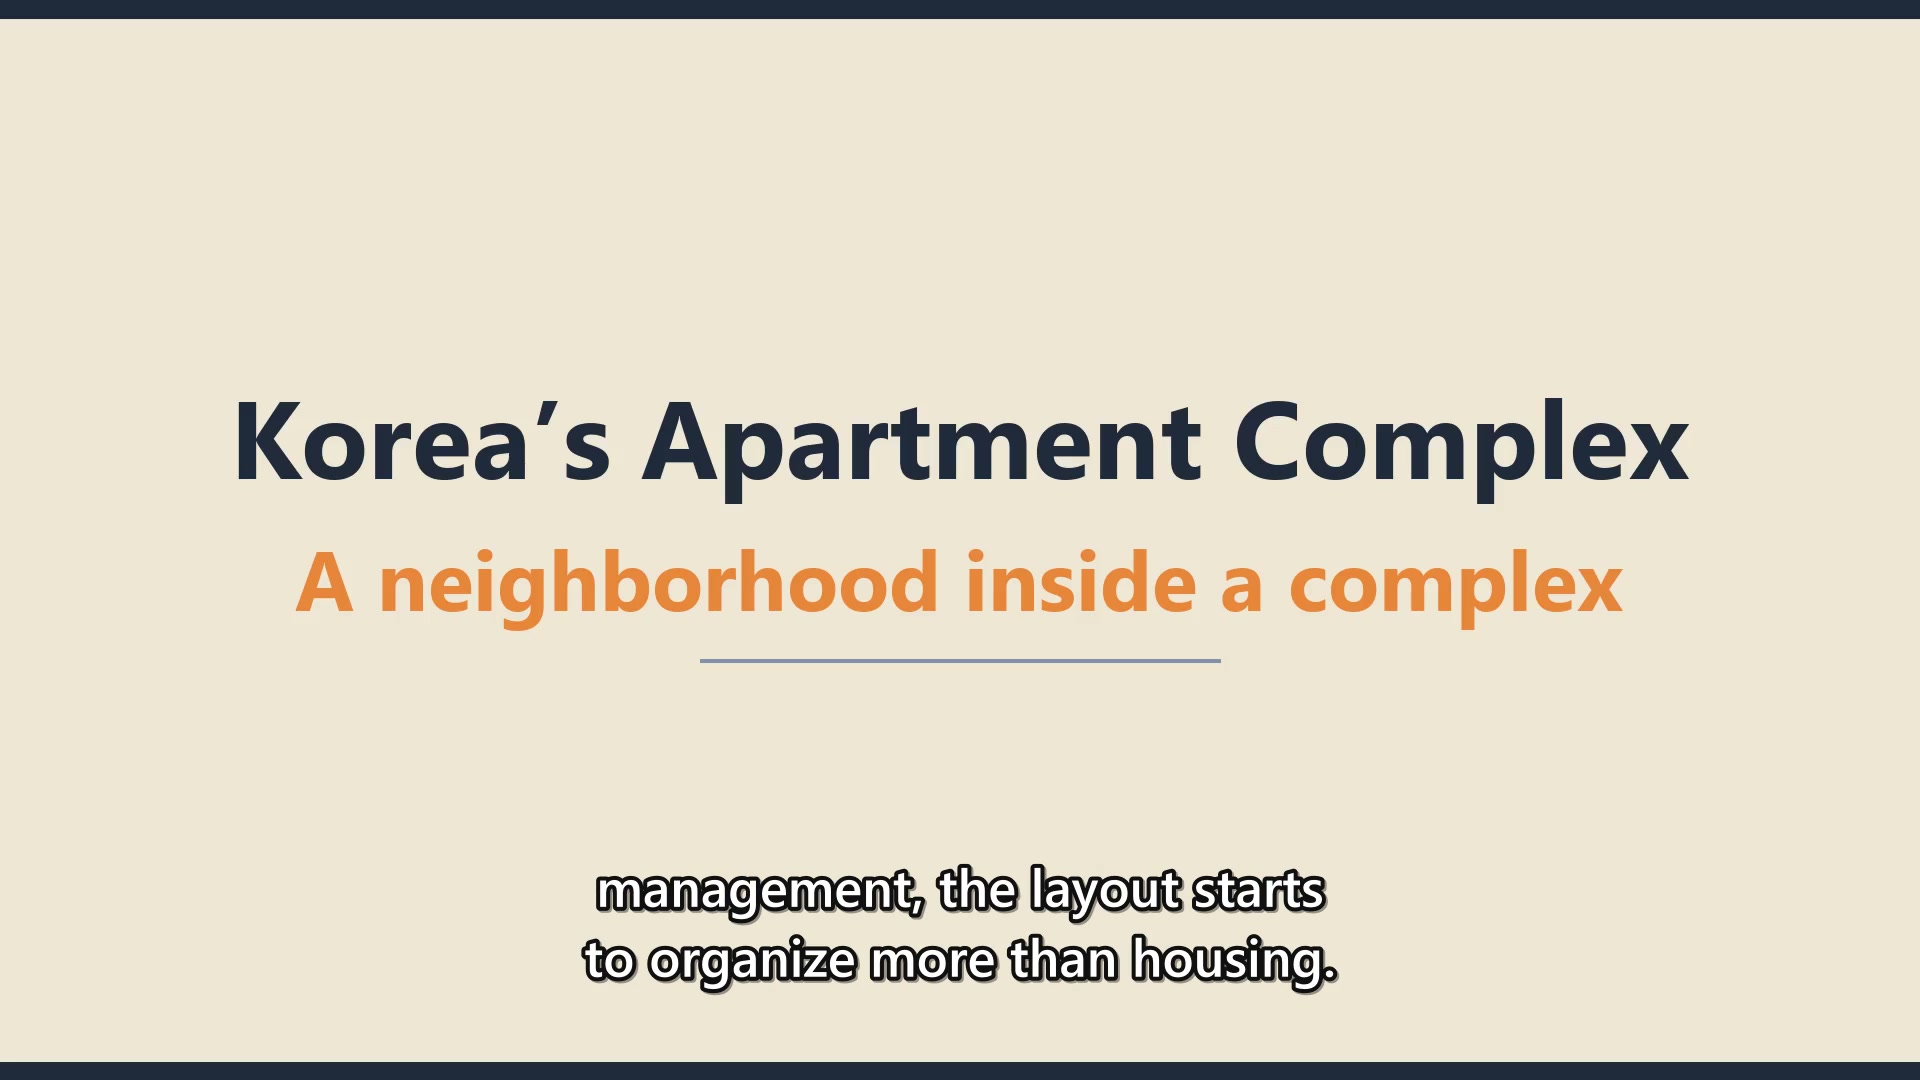 Korea’s Apartment Complex
A neighborhood inside a complex
management, the layout starts
to organize more than housing.